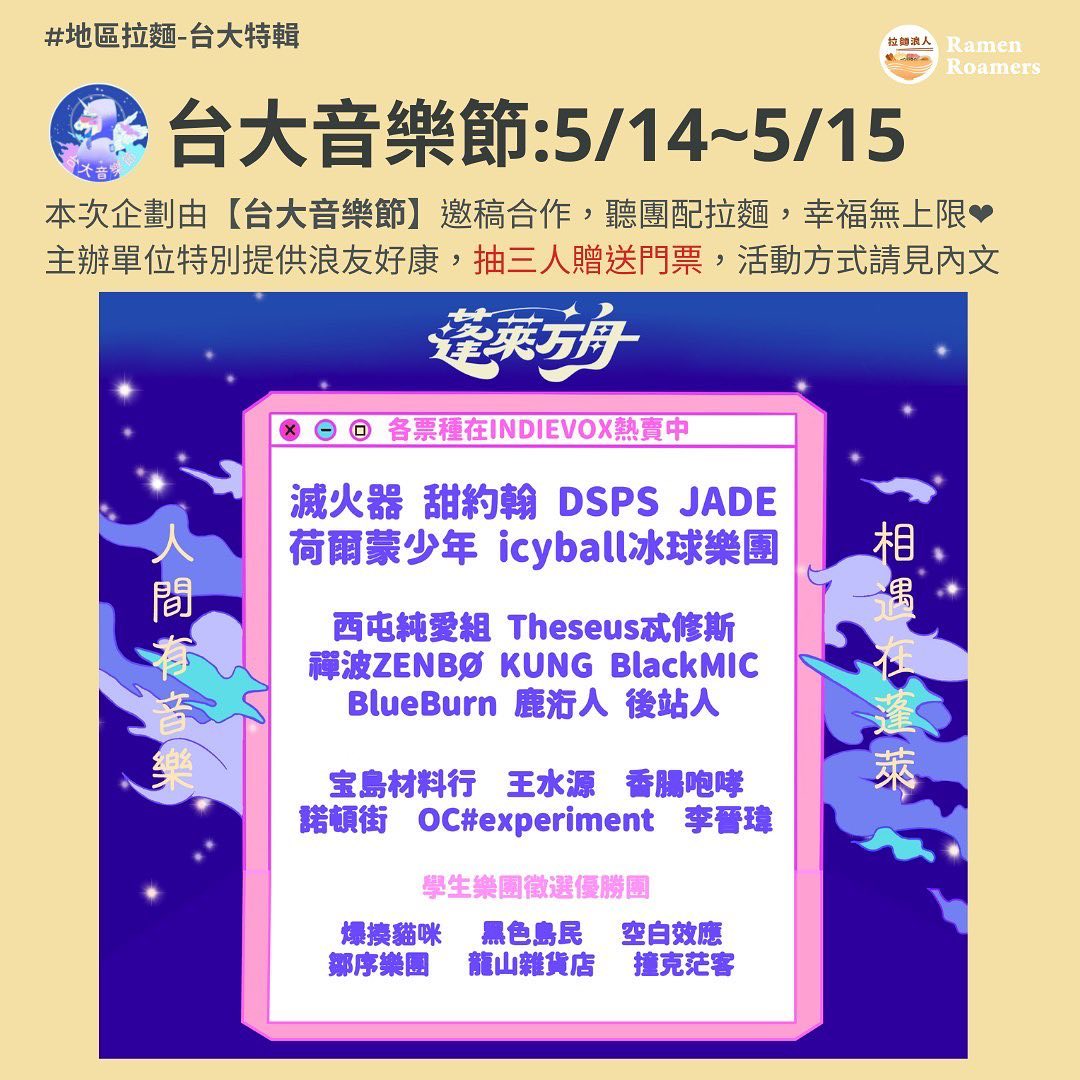 #地區拉麵-台大特輯
拉麵浪人
Ramen
Roamers
台大音樂節
台大音樂節:5/14~5/15
本次企劃由【台大音樂節】邀稿合作，聽團配拉麵，幸福無上限❤
主辦單位特別提供浪友好康，抽三人贈送門票，活動方式請見內文
蓬萊方舟
各票種在INDIEVOX熱賣中
滅火器 甜約翰 DSPS JADE
荷爾蒙少年 icyball冰球樂團
西屯純愛組 Theseus忒修斯
禪波ZENBØ KUNG BlackMIC
BlueBurn 鹿洐人 後站人
宝島材料行 王水源 香腸咆哮
諾頓街 OC#experiment 李晉瑋
學生樂團徵選優勝團
爆揍貓咪 黑色島民 空白效應
鄒序樂團 龍山雜貨店 撞克茫客
人間有音樂
相遇在蓬萊